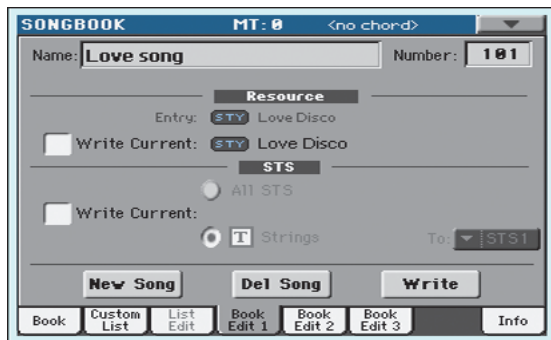 SONGBOOK MT:0 <no chord>
Name: Love song Number: 101
Resource
Entry: STY Love Disco
Write Current: STY Love Disco
STS
All STS
Write Current:
T Strings To: STS1
New Song Del Song Write
Book Custom List List Edit Book Edit 1 Book Edit 2 Book Edit 3 Info